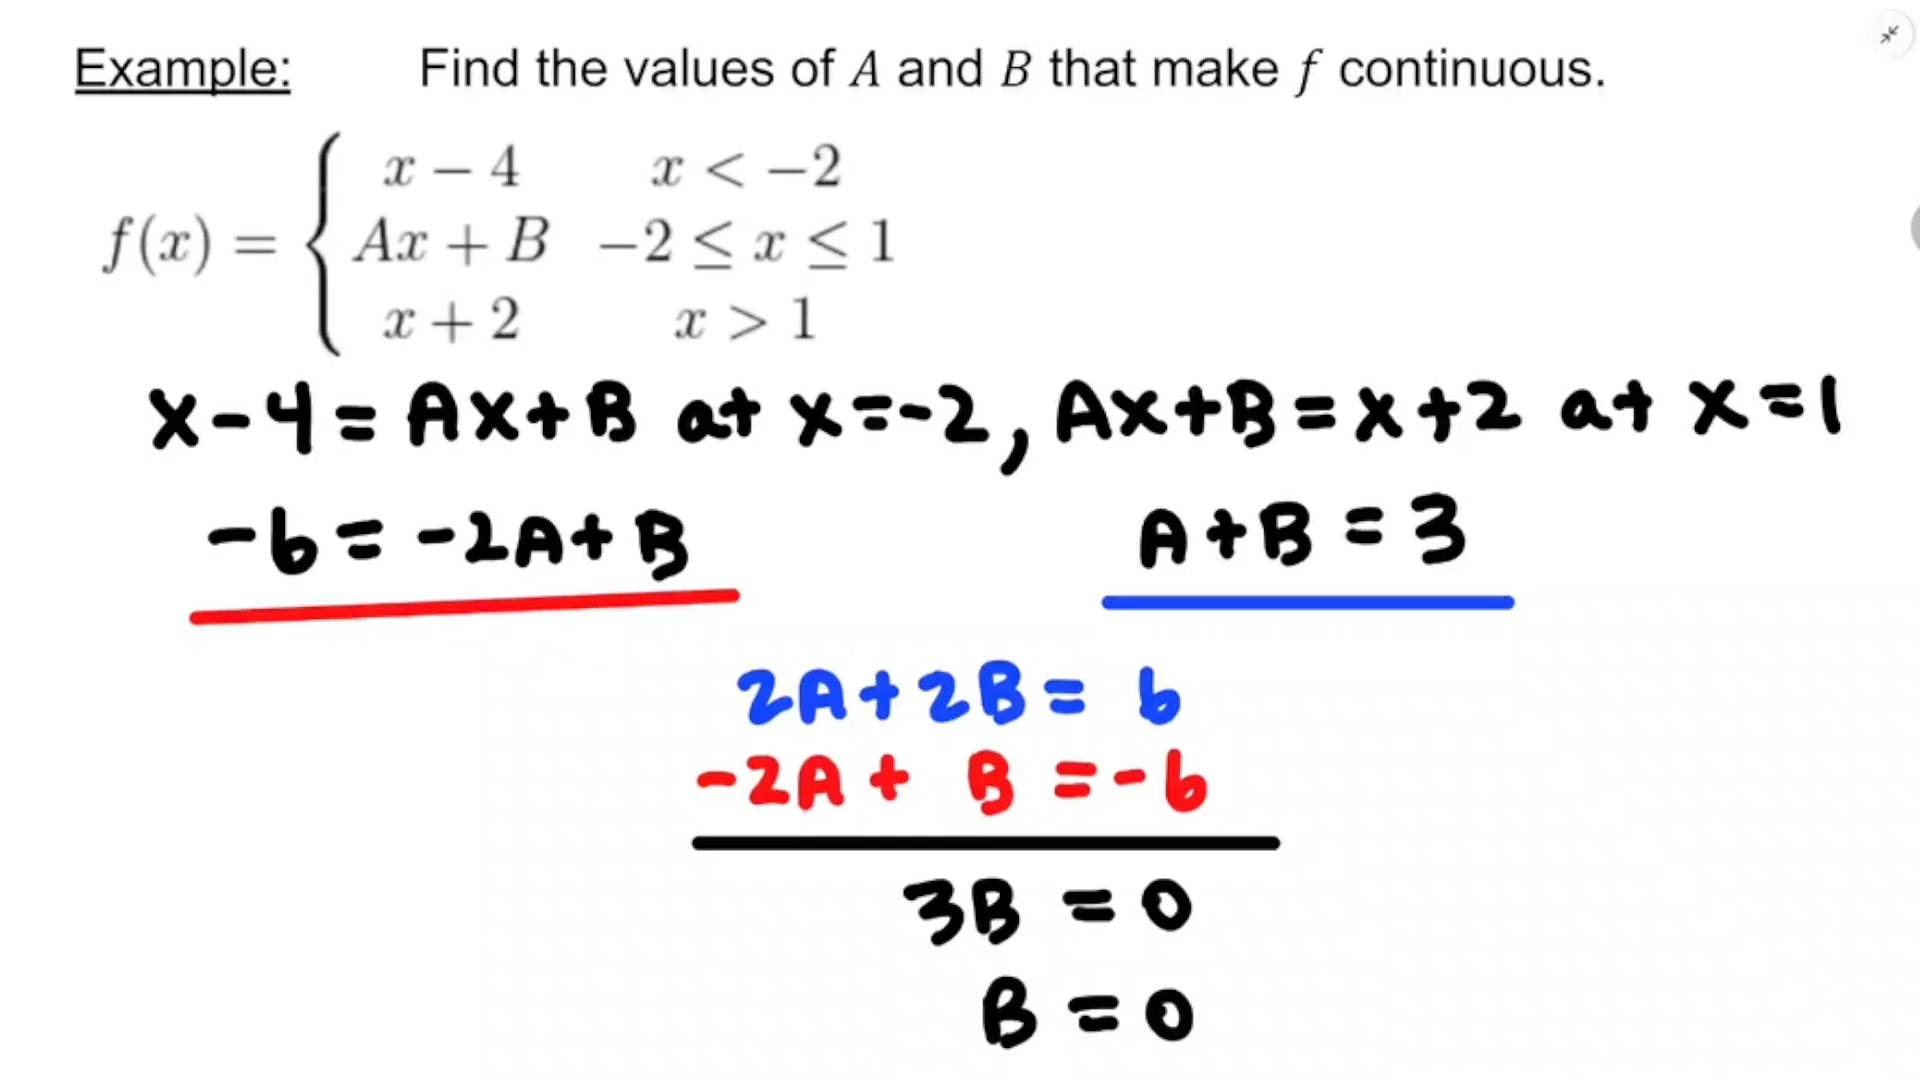 Example: Find the values of A and B that make f continuous.
x − 4 x < −2
f(x) = { Ax + B −2 ≤ x ≤ 1
x + 2 x > 1
x-4 = Ax+B at x=-2, Ax+B=x+2 at x=1
-6 = -2A+B A+B = 3
2A+2B = 6
-2A + B = -6
3B = 0
B = 0